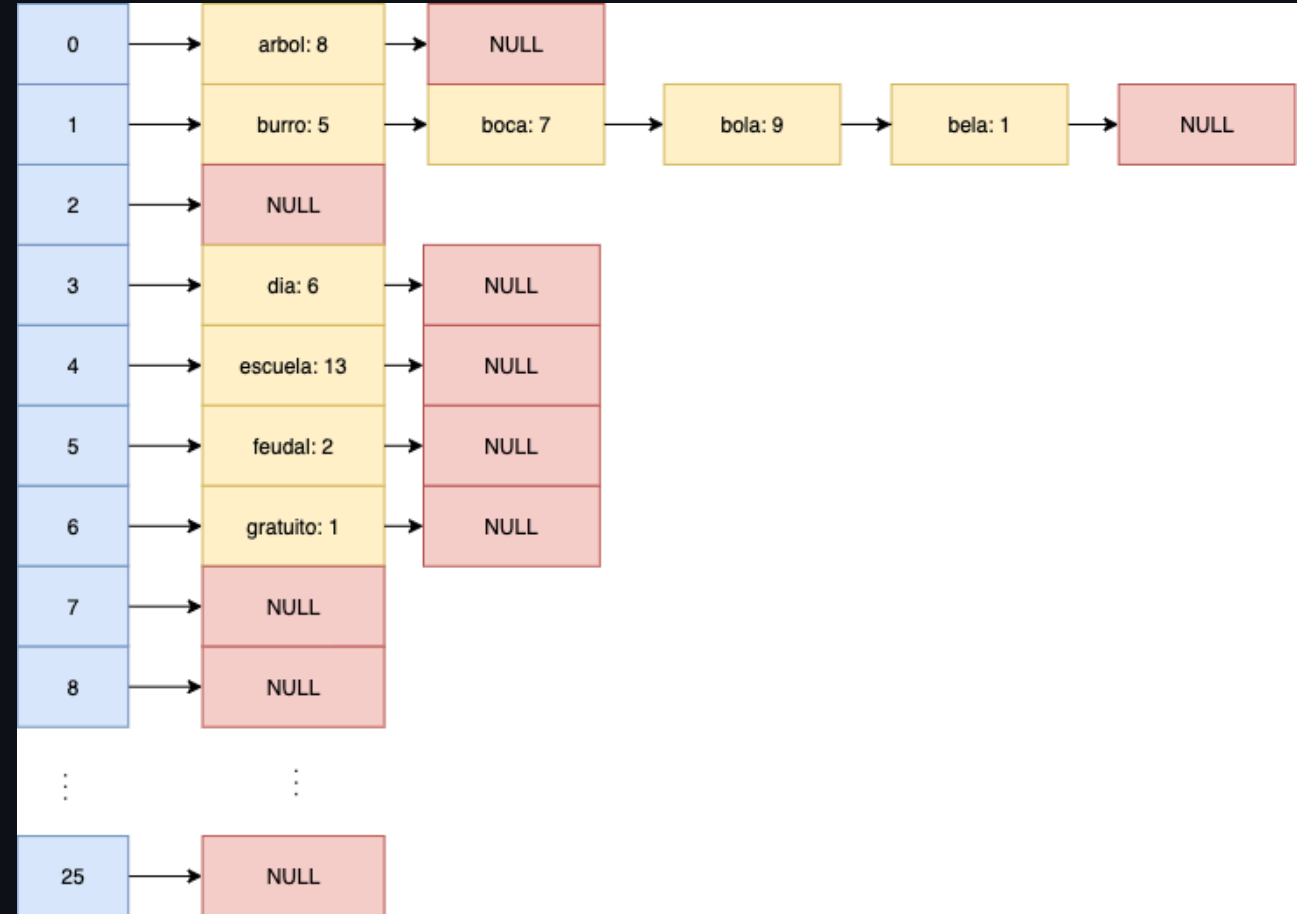 0 arbol: 8 NULL
1 burro: 5 boca: 7 bola: 9 bela: 1 NULL
2 NULL
3 dia: 6 NULL
4 escuela: 13 NULL
5 feudal: 2 NULL
6 gratuito: 1 NULL
7 NULL
8 NULL
25 NULL